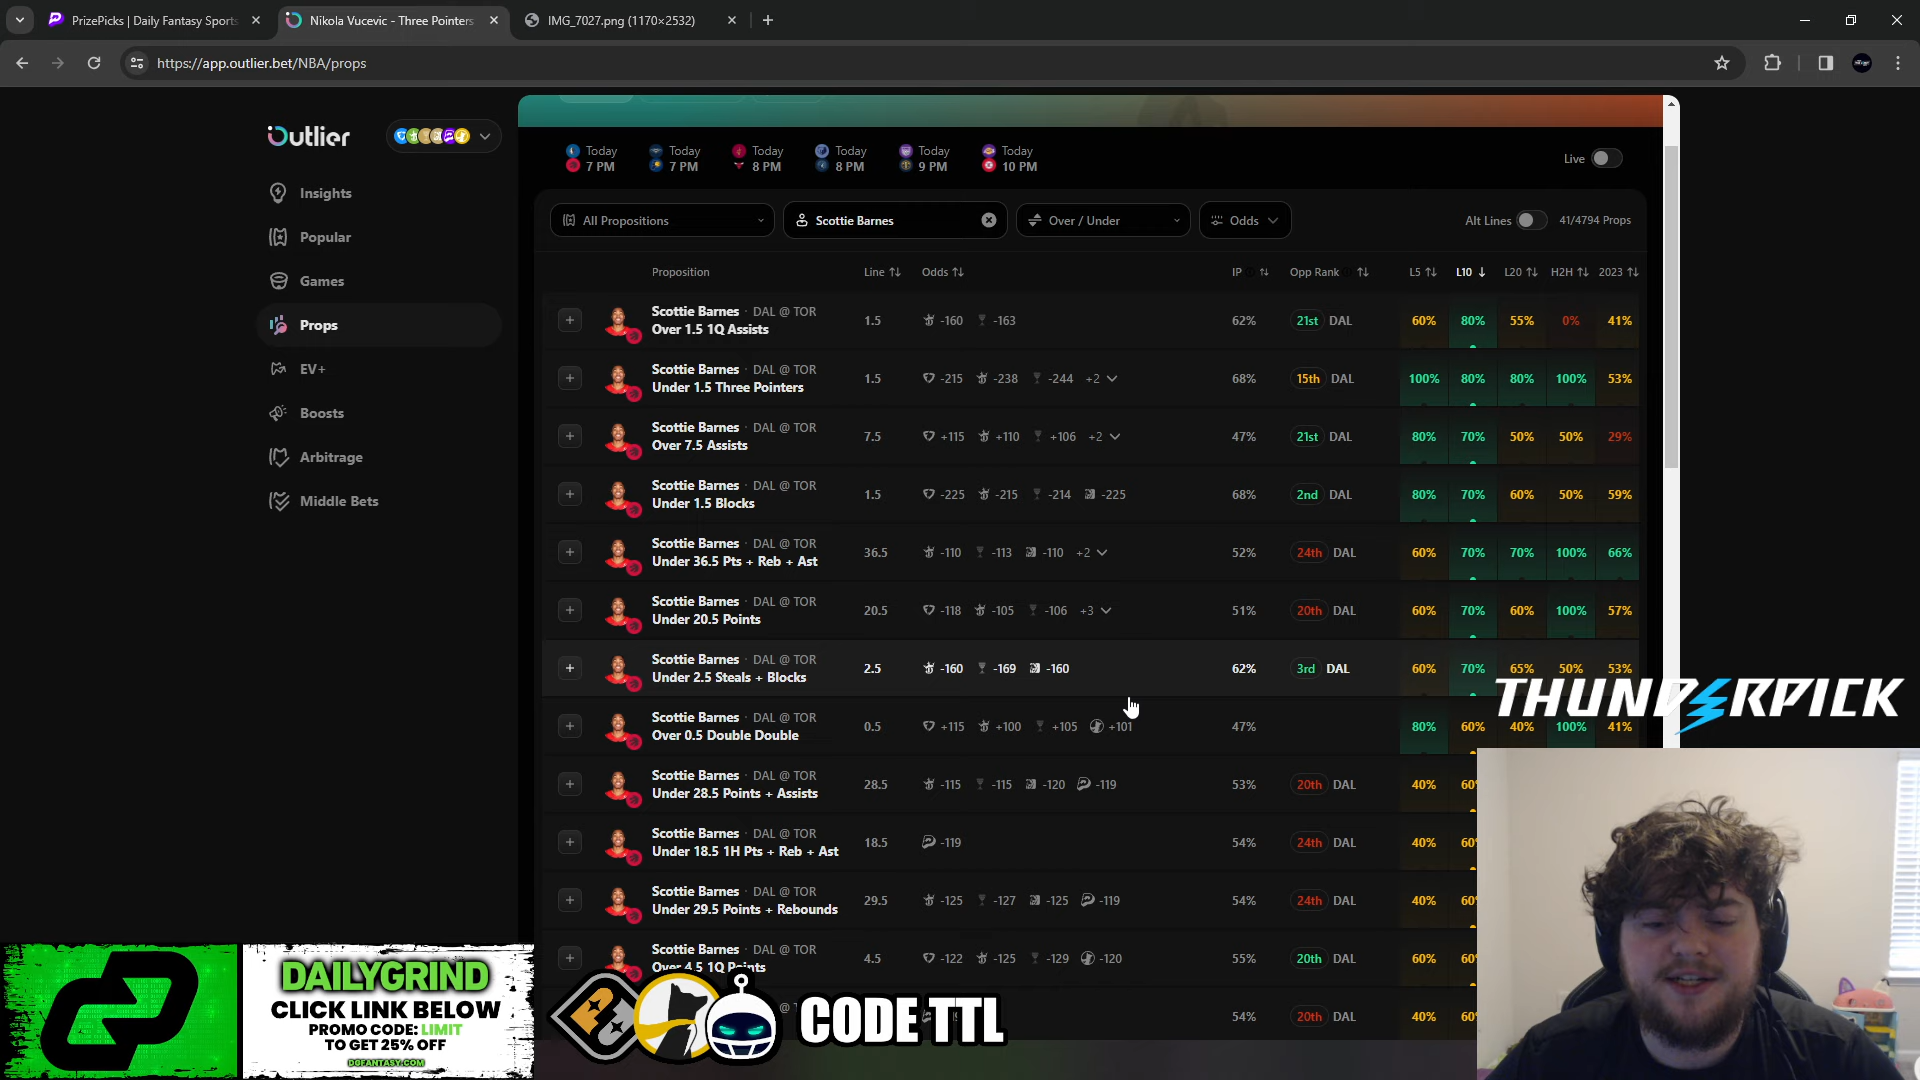 PrizePicks | Daily Fantasy Sports
Nikola Vucevic - Three Pointers
IMG_7027.png (1170×2532)
https://app.outlier.bet/NBA/props
Outlier
Insights
Popular
Games
Props
EV+
Boosts
Arbitrage
Middle Bets
Today Today Today Today Today Today
7 PM 7 PM 8 PM 8 PM 9 PM 10 PM
Live
All Propositions Scottie Barnes Over / Under Odds Alt Lines 41/4794 Props
Proposition Line Odds IP Opp Rank L5 L10 L20 H2H 2023
Scottie Barnes · DAL @ TOR
Over 1.5 1Q Assists 1.5 -160 -163 62% 21st DAL 60% 80% 55% 0% 41%
Scottie Barnes · DAL @ TOR
Under 1.5 Three Pointers 1.5 -215 -238 -244 +2 68% 15th DAL 100% 80% 80% 100% 53%
Scottie Barnes · DAL @ TOR
Over 7.5 Assists 7.5 +115 +110 +106 +2 47% 21st DAL 80% 70% 50% 50% 29%
Scottie Barnes · DAL @ TOR
Under 1.5 Blocks 1.5 -225 -215 -214 -225 68% 2nd DAL 80% 70% 60% 50% 59%
Scottie Barnes · DAL @ TOR
Under 36.5 Pts + Reb + Ast 36.5 -110 -113 -110 +2 52% 24th DAL 60% 70% 70% 100% 66%
Scottie Barnes · DAL @ TOR
Under 20.5 Points 20.5 -118 -105 -106 +3 51% 20th DAL 60% 70% 60% 100% 57%
Scottie Barnes · DAL @ TOR
Under 2.5 Steals + Blocks 2.5 -160 -169 -160 62% 3rd DAL 60% 70% 65% 50% 53%
THUNDERPICK
Scottie Barnes · DAL @ TOR
Over 0.5 Double Double 0.5 +115 +100 +105 +101 47% 80% 60% 40% 100% 41%
Scottie Barnes · DAL @ TOR
Under 28.5 Points + Assists 28.5 -115 -115 -120 -119 53% 20th DAL 40% 60
Scottie Barnes · DAL @ TOR
Under 18.5 1H Pts + Reb + Ast 18.5 -119 54% 24th DAL 40% 60
Scottie Barnes · DAL @ TOR
Under 29.5 Points + Rebounds 29.5 -125 -127 -125 -119 54% 24th DAL 40% 60
Scottie Barnes · DAL @ TOR
Over 4.5 1Q Points 4.5 -122 -125 -129 -120 55% 20th DAL 60% 60
54% 20th DAL 40% 60
DAILYGRIND
CLICK LINK BELOW
PROMO CODE: LIMIT
TO GET 25% OFF
DGFANTASY.COM
CODE TTL